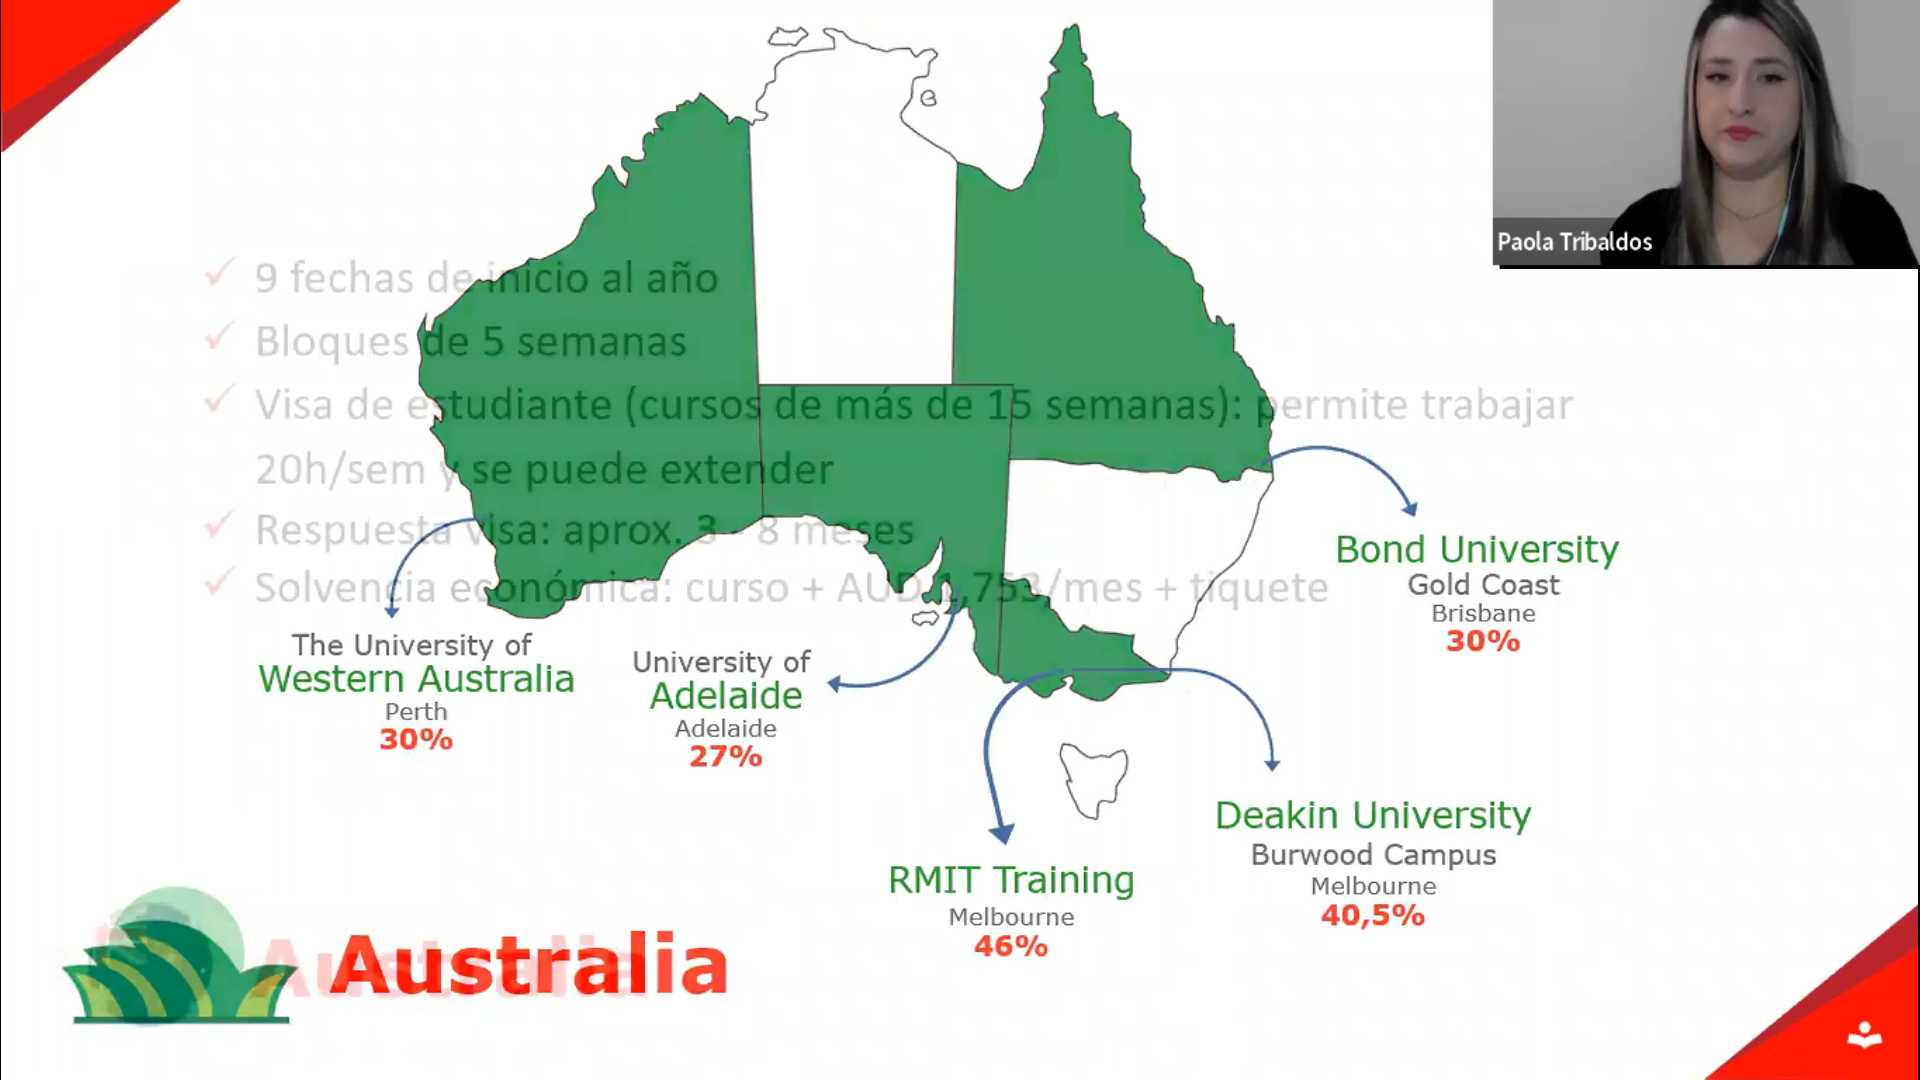 Paola Tribaldos
9 fechas de inicio al año
Bloques de 5 semanas
Visa de estudiante (cursos de más de 15 semanas): permite trabajar
20h/sem y se puede extender
Respuesta visa: aprox. 3 - 8 meses
Solvencia económica: curso + AUD 1,753/mes + tiquete
Bond University
Gold Coast
Brisbane
30%
The University of
Western Australia
Perth
30%
University of
Adelaide
Adelaide
27%
RMIT Training
Melbourne
46%
Deakin University
Burwood Campus
Melbourne
40,5%
Australia
Australia